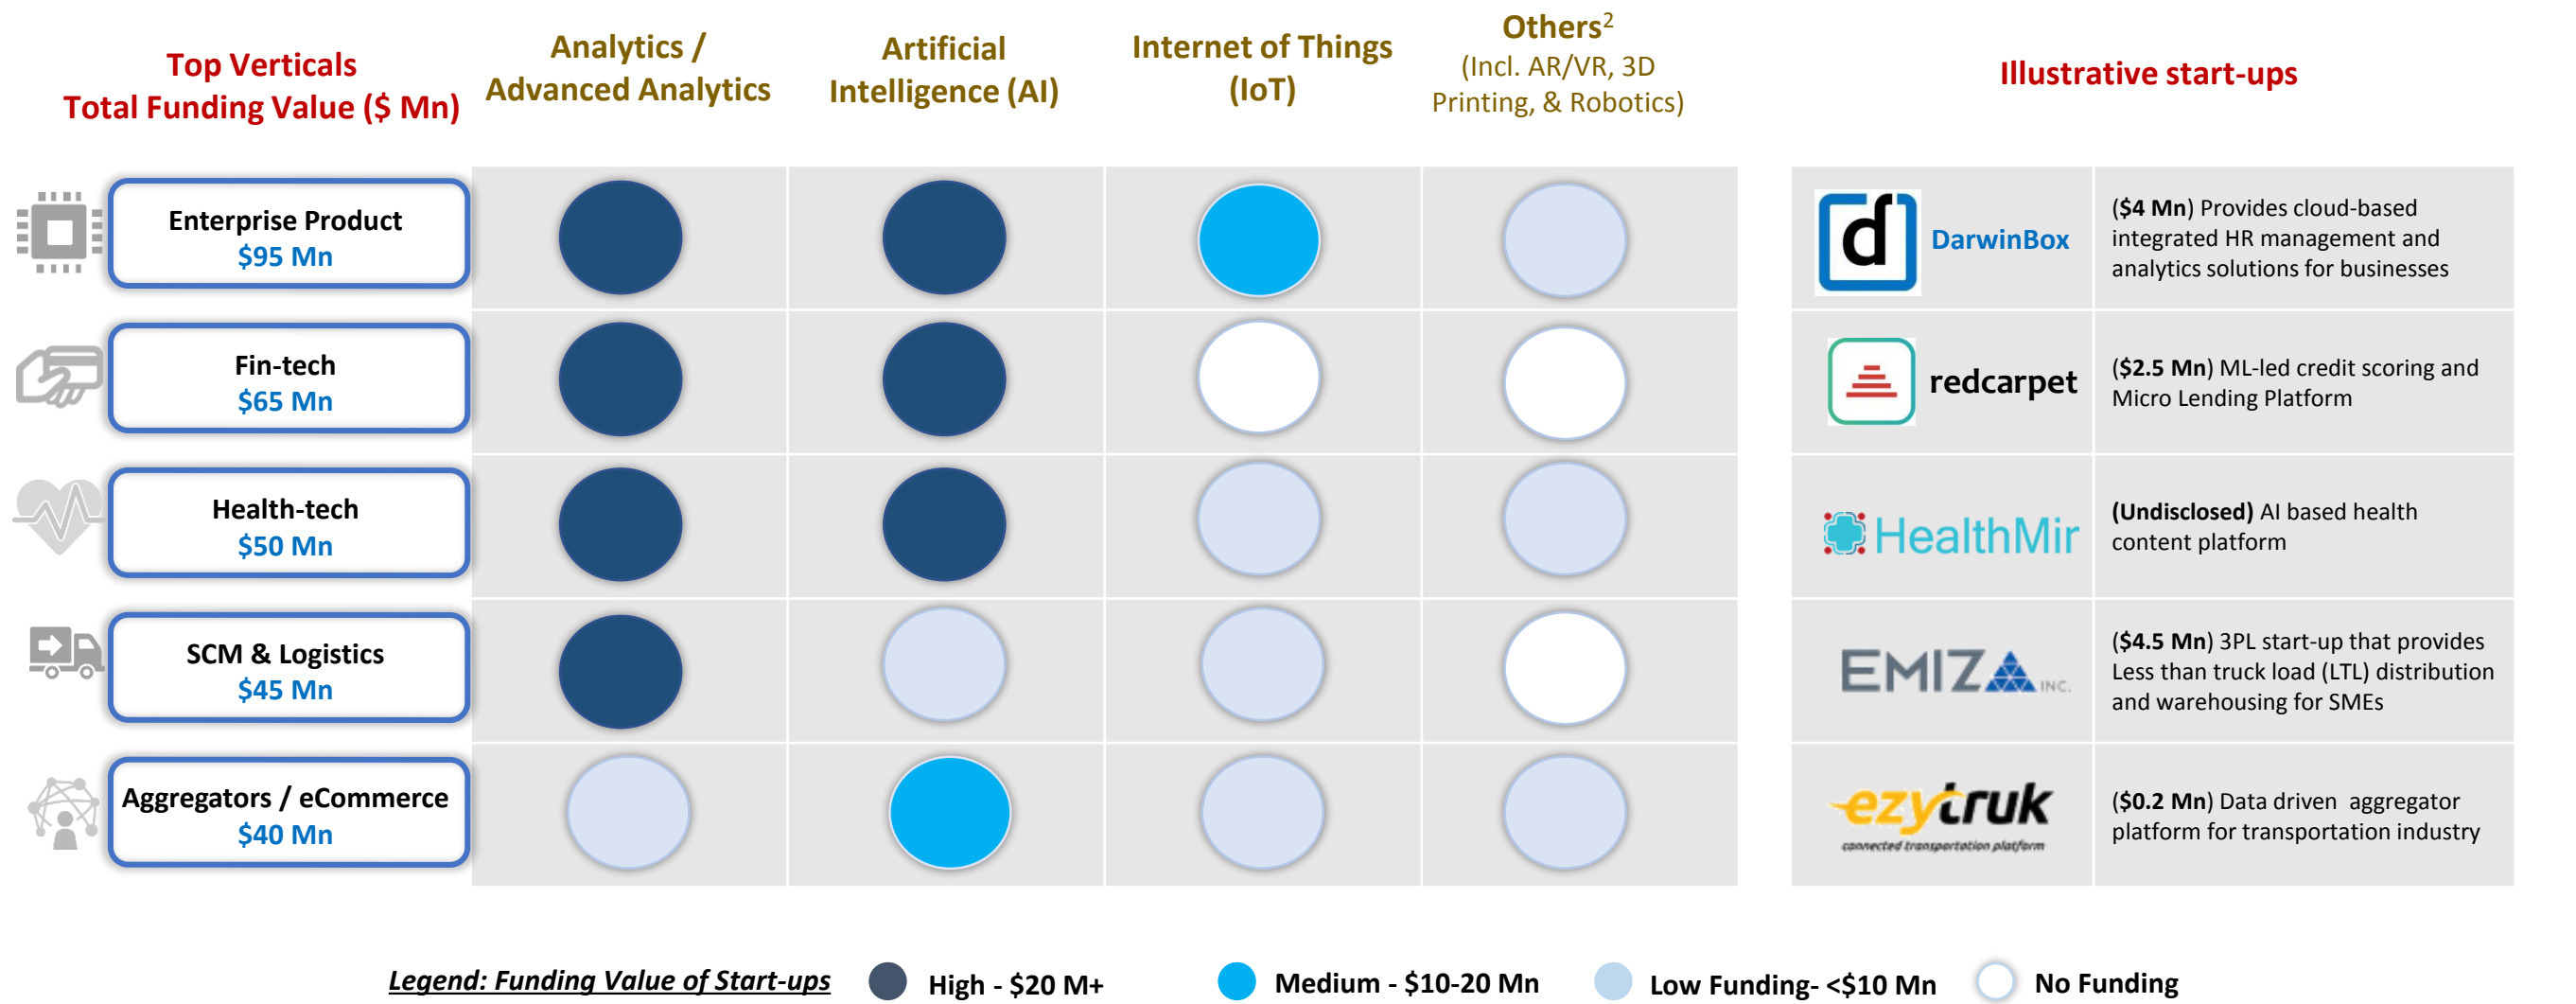 Top Verticals
Total Funding Value ($ Mn)
Analytics /
Advanced Analytics
Artificial
Intelligence (AI)
Internet of Things
(IoT)
Others2
(Incl. AR/VR, 3D
Printing, & Robotics)
Illustrative start-ups
Enterprise Product
$95 Mn
d
DarwinBox
($4 Mn) Provides cloud-based
integrated HR management and
analytics solutions for businesses
Fin-tech
$65 Mn
redcarpet
($2.5 Mn) ML-led credit scoring and
Micro Lending Platform
Health-tech
$50 Mn
HealthMir
(Undisclosed) AI based health
content platform
SCM & Logistics
$45 Mn
EMIZA INC.
($4.5 Mn) 3PL start-up that provides
Less than truck load (LTL) distribution
and warehousing for SMEs
Aggregators / eCommerce
$40 Mn
ezytruk
connected transportation platform
($0.2 Mn) Data driven aggregator
platform for transportation industry
Legend: Funding Value of Start-ups
High - $20 M+
Medium - $10-20 Mn
Low Funding- <$10 Mn
No Funding